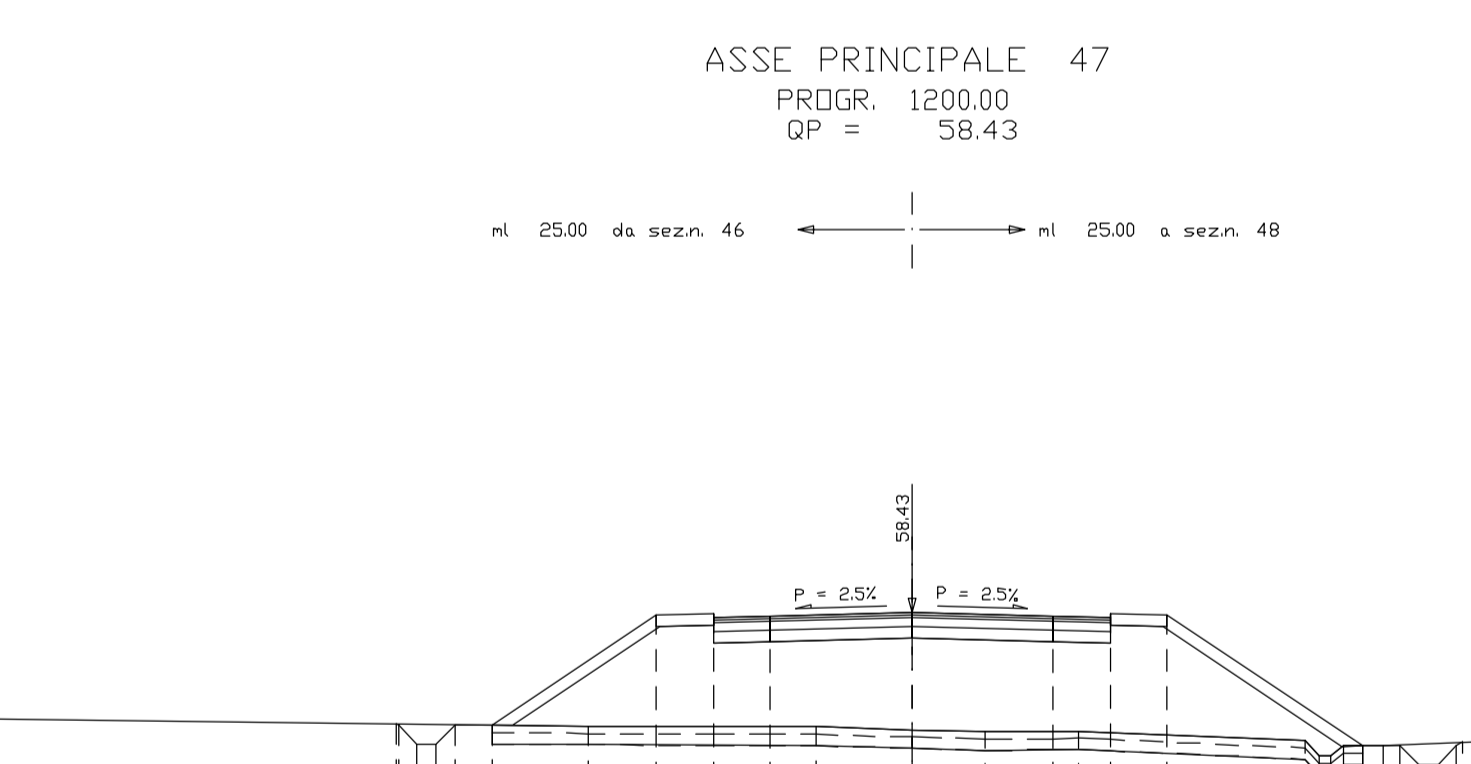 ASSE PRINCIPALE 47
PROGR. 1200.00
QP = 58.43
ml 25.00 da sez.n. 46
ml 25.00 a sez.n. 48
58.43
P = 2.5%
P = 2.5%